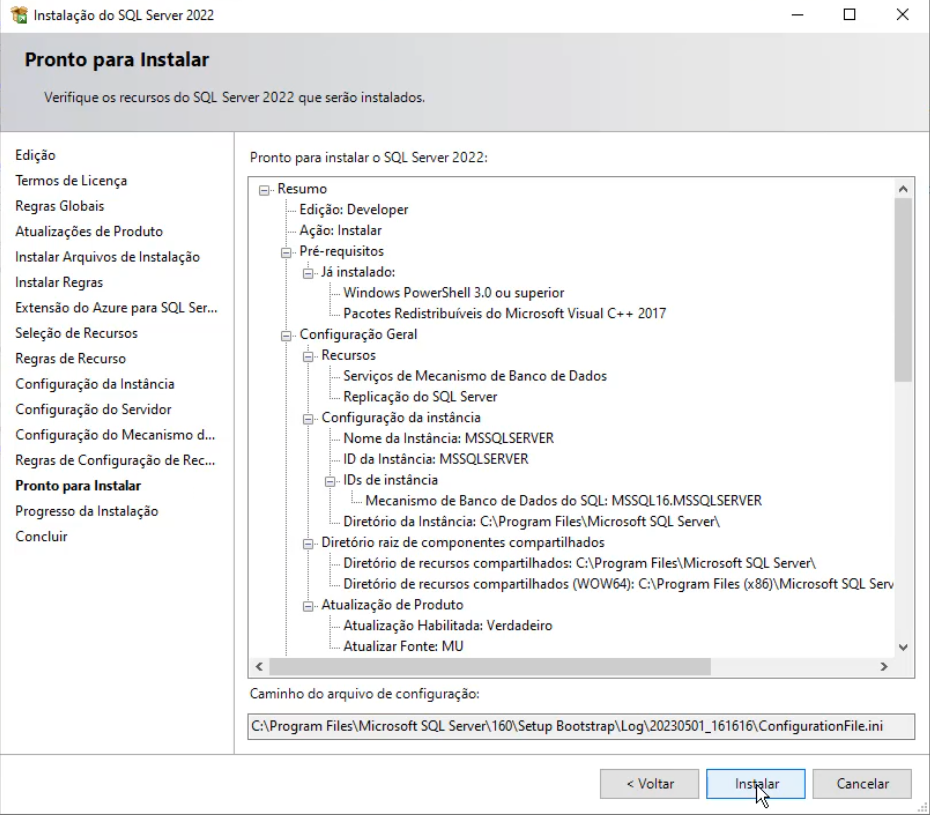 Instalação do SQL Server 2022
Pronto para Instalar
Verifique os recursos do SQL Server 2022 que serão instalados.
Edição
Termos de Licença
Regras Globais
Atualizações de Produto
Instalar Arquivos de Instalação
Instalar Regras
Extensão do Azure para SQL Ser...
Seleção de Recursos
Regras de Recurso
Configuração da Instância
Configuração do Servidor
Configuração do Mecanismo d...
Regras de Configuração de Rec...
Pronto para Instalar
Progresso da Instalação
Concluir
Pronto para instalar o SQL Server 2022:
Resumo
Edição: Developer
Ação: Instalar
Pré-requisitos
Já instalado:
Windows PowerShell 3.0 ou superior
Pacotes Redistribuíveis do Microsoft Visual C++ 2017
Configuração Geral
Recursos
Serviços de Mecanismo de Banco de Dados
Replicação do SQL Server
Configuração da instância
Nome da Instância: MSSQLSERVER
ID da Instância: MSSQLSERVER
IDs de instância
Mecanismo de Banco de Dados do SQL: MSSQL16.MSSQLSERVER
Diretório da Instância: C:\Program Files\Microsoft SQL Server\
Diretório raiz de componentes compartilhados
Diretório de recursos compartilhados: C:\Program Files\Microsoft SQL Server\
Diretório de recursos compartilhados (WOW64): C:\Program Files (x86)\Microsoft SQL Serv
Atualização de Produto
Atualização Habilitada: Verdadeiro
Atualizar Fonte: MU
Caminho do arquivo de configuração:
C:\Program Files\Microsoft SQL Server\160\Setup Bootstrap\Log\20230501_161616\ConfigurationFile.ini
< Voltar
Instalar
Cancelar